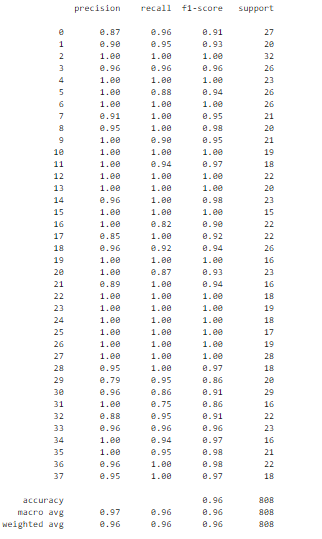 precision recall f1-score support
0 0.87 0.96 0.91 27
1 0.90 0.95 0.93 20
2 1.00 1.00 1.00 32
3 0.96 0.96 0.96 26
4 1.00 1.00 1.00 23
5 1.00 0.88 0.94 26
6 1.00 1.00 1.00 26
7 0.91 1.00 0.95 21
8 0.95 1.00 0.98 20
9 1.00 0.90 0.95 21
10 1.00 1.00 1.00 19
11 1.00 0.94 0.97 18
12 1.00 1.00 1.00 22
13 1.00 1.00 1.00 20
14 0.96 1.00 0.98 23
15 1.00 1.00 1.00 15
16 1.00 0.82 0.90 22
17 0.85 1.00 0.92 22
18 0.96 0.92 0.94 26
19 1.00 1.00 1.00 16
20 1.00 0.87 0.93 23
21 0.89 1.00 0.94 16
22 1.00 1.00 1.00 18
23 1.00 1.00 1.00 19
24 1.00 1.00 1.00 18
25 1.00 1.00 1.00 17
26 1.00 1.00 1.00 19
27 1.00 1.00 1.00 28
28 0.95 1.00 0.97 18
29 0.79 0.95 0.86 20
30 0.96 0.86 0.91 29
31 1.00 0.75 0.86 16
32 0.88 0.95 0.91 22
33 0.96 0.96 0.96 23
34 1.00 0.94 0.97 16
35 1.00 0.95 0.98 21
36 0.96 1.00 0.98 22
37 0.95 1.00 0.97 18
accuracy 0.96 808
macro avg 0.97 0.96 0.96 808
weighted avg 0.96 0.96 0.96 808